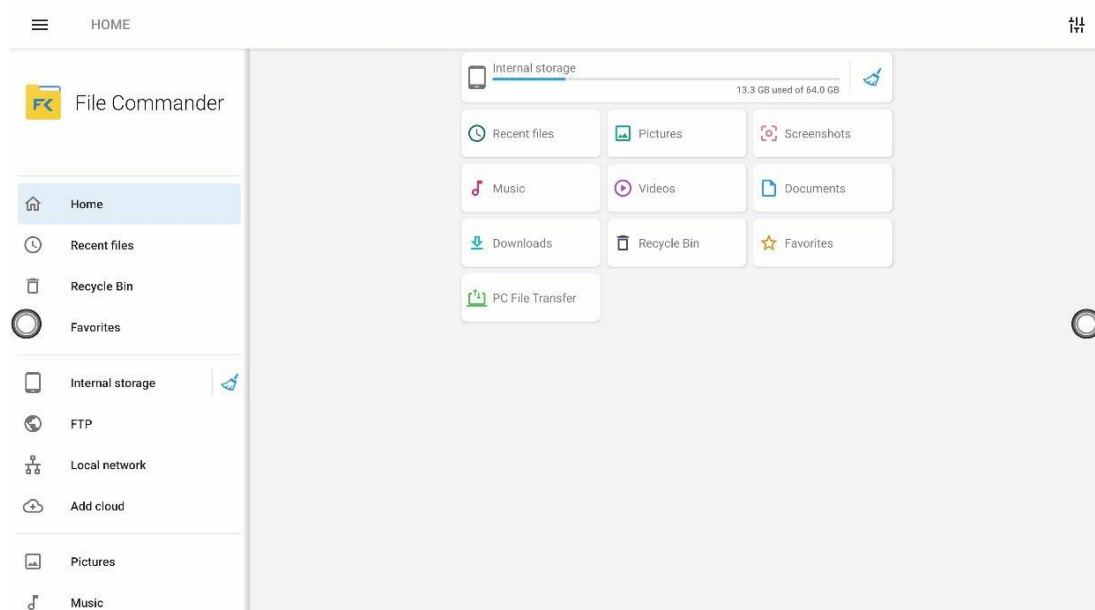 HOME
File Commander
Home
Recent files
Recycle Bin
Favorites
Internal storage
FTP
Local network
Add cloud
Pictures
Music
Internal storage
13.3 GB used of 64.0 GB
Recent files
Pictures
Screenshots
Music
Videos
Documents
Downloads
Recycle Bin
Favorites
PC File Transfer